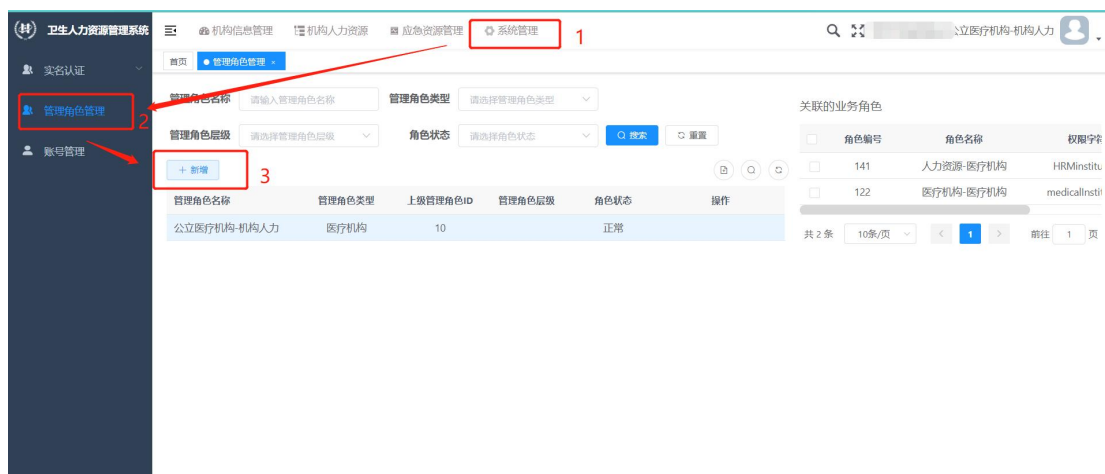 卫生人力资源管理系统 机构信息管理 机构人力资源 应急资源管理 系统管理 1 公立医疗机构-机构人力
实名认证
管理角色管理 2
账号管理
首页 管理角色管理 ×
管理角色名称 请输入管理角色名称 管理角色类型 请选择管理角色类型
管理角色层级 请选择管理角色层级 角色状态 请选择角色状态 搜索 重置
+ 新增 3
管理角色名称 管理角色类型 上级管理角色ID 管理角色层级 角色状态 操作
公立医疗机构-机构人力 医疗机构 10 正常
关联的业务角色
角色编号 角色名称 权限字符
141 人力资源-医疗机构 HRMinstitu
122 医疗机构-医疗机构 medicalInstit
共 2 条 10条/页 < 1 > 前往 1 页